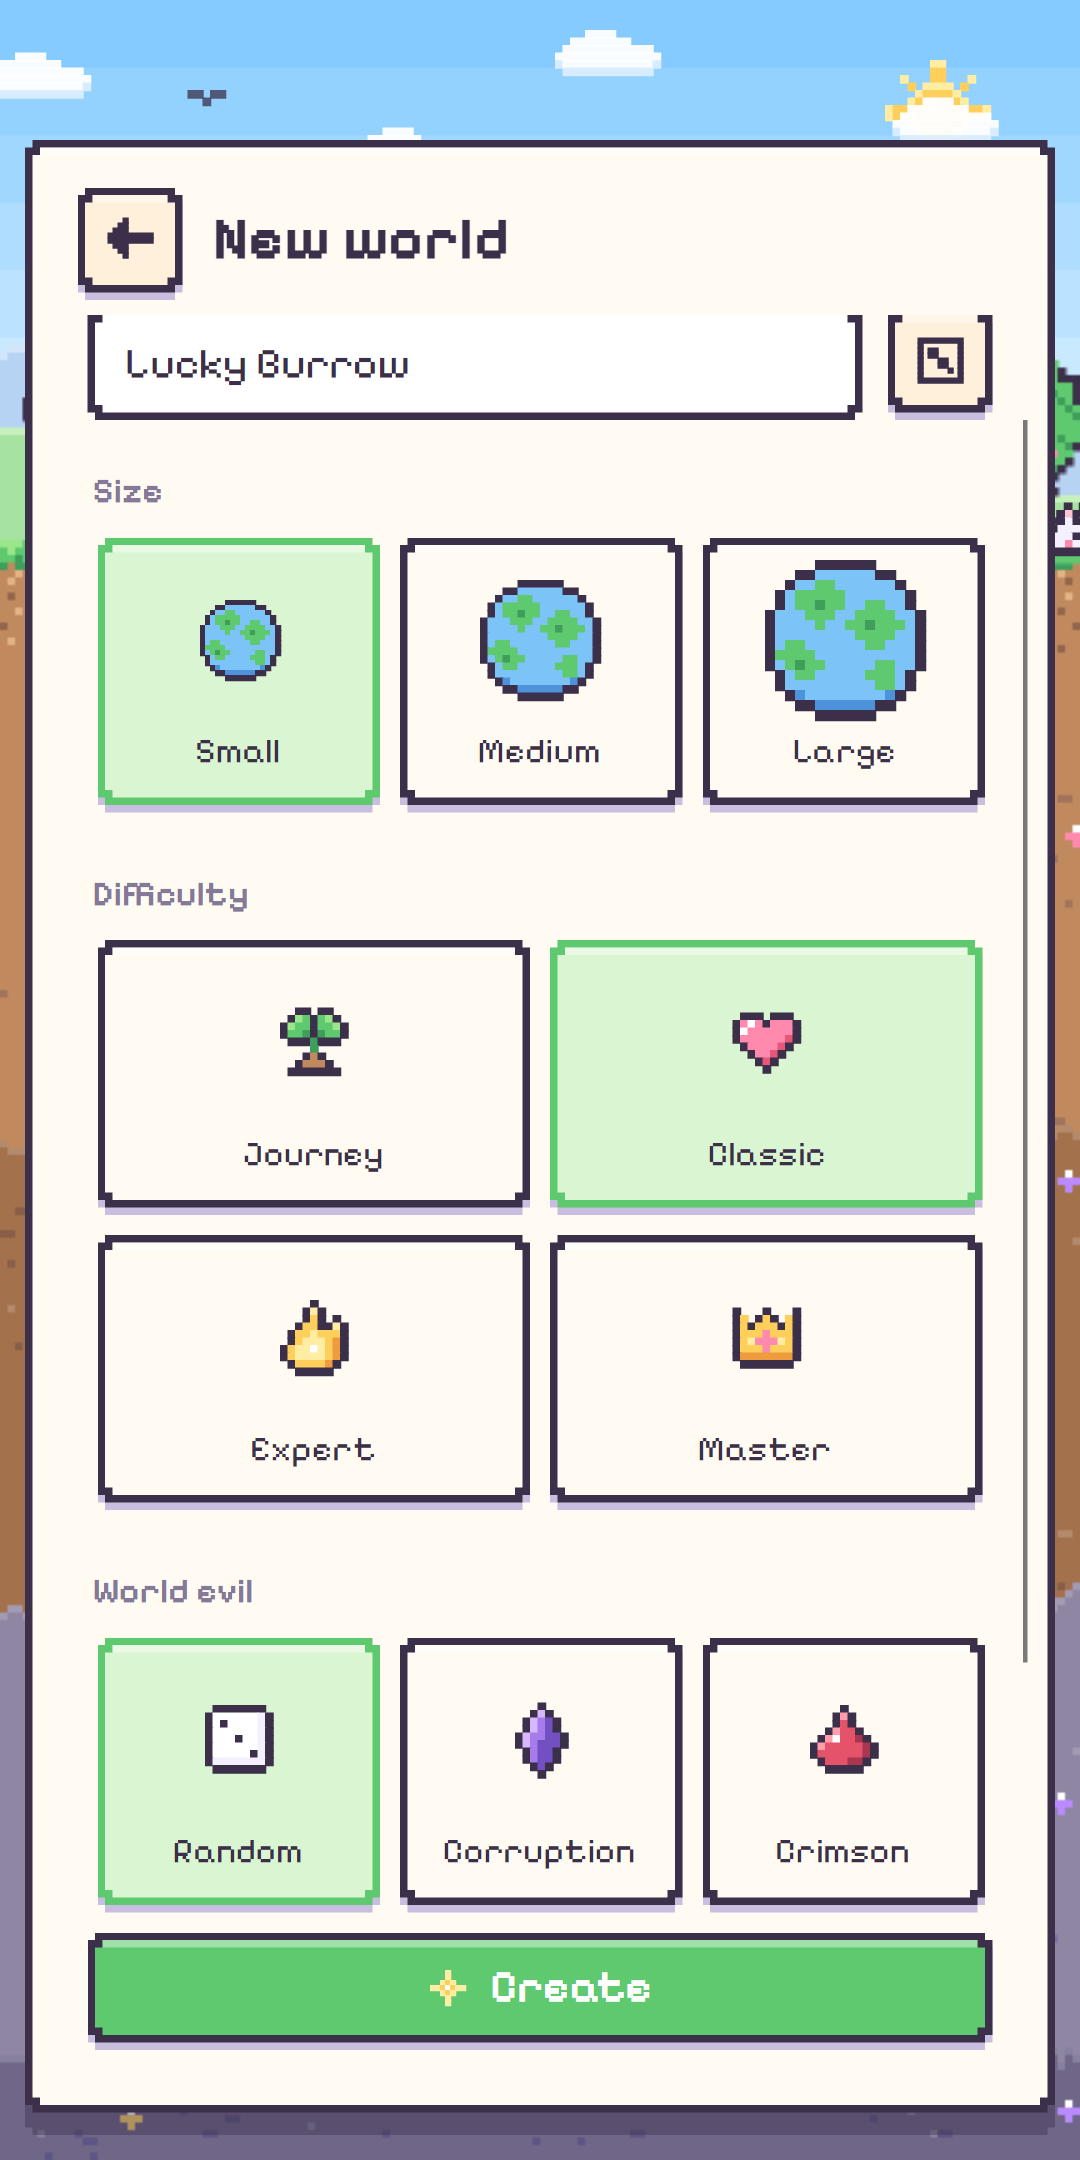 New world
Lucky Burrow
Size
Small
Medium
Large
Difficulty
Journey
Classic
Expert
Master
World evil
Random
Corruption
Crimson
Create